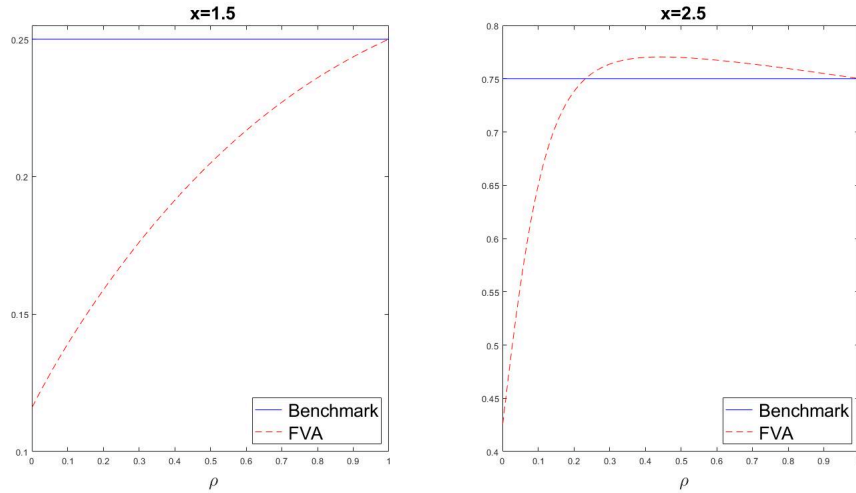 x=1.5
0.25
0.2
0.15
0.1
0 0.1 0.2 0.3 0.4 0.5 0.6 0.7 0.8 0.9 1
ρ
Benchmark
FVA
x=2.5
0.8
0.75
0.7
0.65
0.6
0.55
0.5
0.45
0.4
0 0.1 0.2 0.3 0.4 0.5 0.6 0.7 0.8 0.9
ρ
Benchmark
FVA